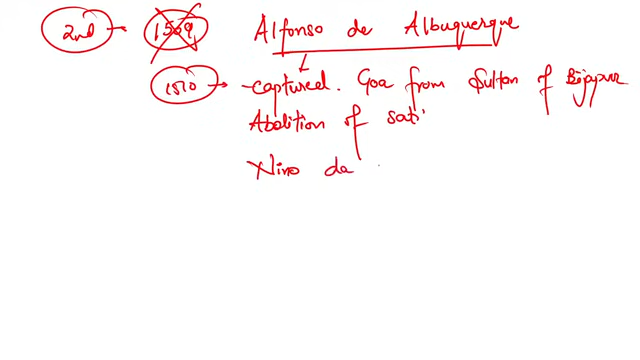 2nd - 1509 Alfonso de Albuquerque
1510 → - captured. Goa from Sultan of Bijapur
Abolition of sati
Nino da